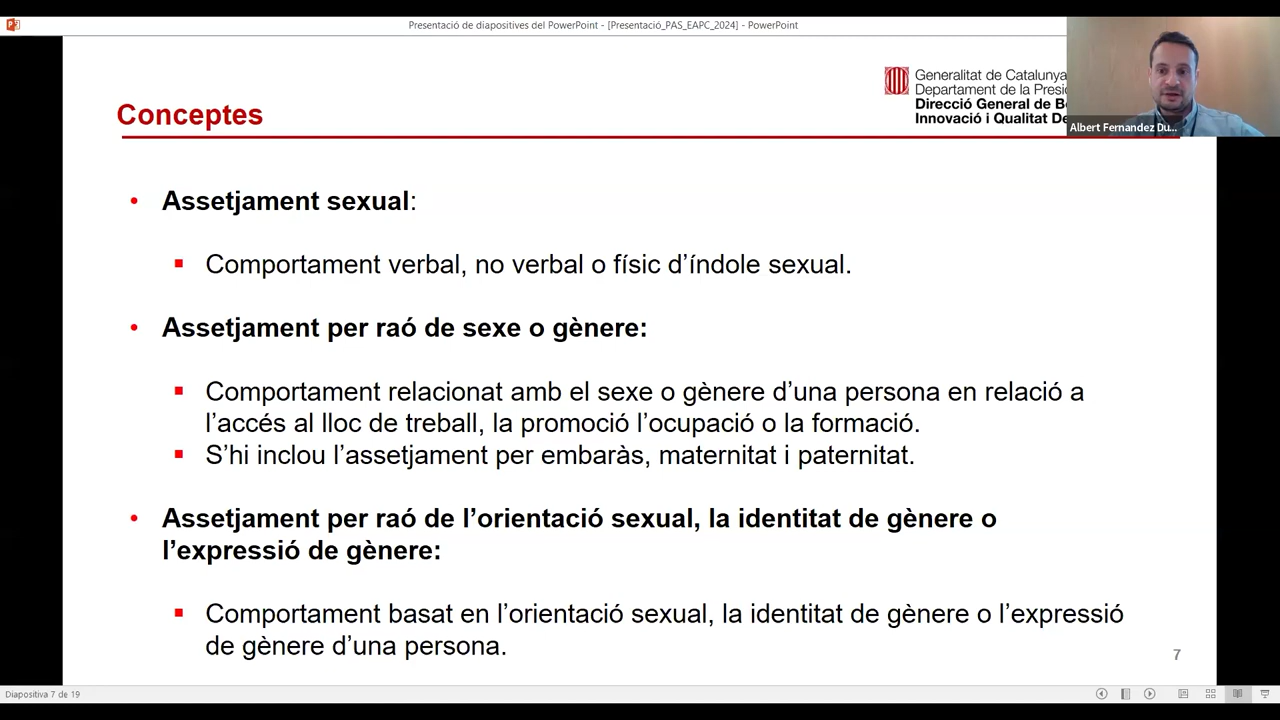 Presentació de diapositives del PowerPoint - [Presentació_PAS_EAPC_2024] - PowerPoint
Generalitat de Catalunya
Departament de la Presi
Direcció General de B
Innovació i Qualitat De
Albert Fernandez Du...
Conceptes
• Assetjament sexual:
▪ Comportament verbal, no verbal o físic d’índole sexual.
• Assetjament per raó de sexe o gènere:
▪ Comportament relacionat amb el sexe o gènere d’una persona en relació a
l’accés al lloc de treball, la promoció l’ocupació o la formació.
▪ S’hi inclou l’assetjament per embaràs, maternitat i paternitat.
• Assetjament per raó de l’orientació sexual, la identitat de gènere o
l’expressió de gènere:
▪ Comportament basat en l’orientació sexual, la identitat de gènere o l’expressió
de gènere d’una persona.
7
Diapositiva 7 de 19